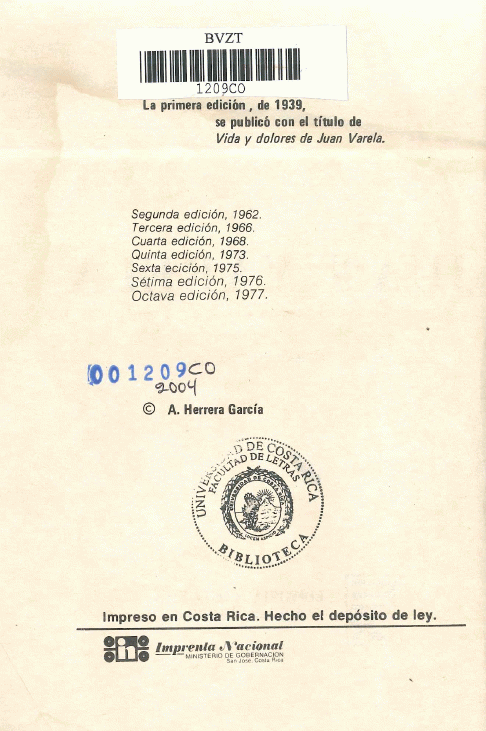 BVZT
1209CO
La primera edición, de 1939,
se publicó con el título de
Vida y dolores de Juan Varela.
Segunda edición, 1962.
Tercera edición, 1966.
Cuarta edición, 1968.
Quinta edición, 1973.
Sexta ecición, 1975.
Sétima edición, 1976.
Octava edición, 1977.
001209CO
2004
© A. Herrera García
UNIVERSIDAD DE COSTA RICA
FACULTAD DE LETRAS
BIBLIOTECA
Impreso en Costa Rica. Hecho el depósito de ley.
Imprenta Nacional
MINISTERIO DE GOBERNACION
San José, Costa Rica